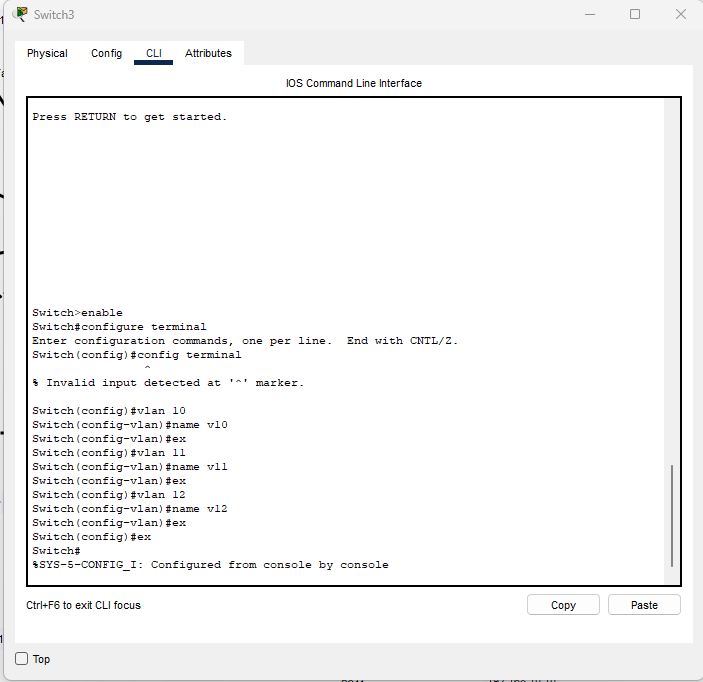 Switch3
Physical Config CLI Attributes
IOS Command Line Interface
Press RETURN to get started.
Switch>enable
Switch#configure terminal
Enter configuration commands, one per line.  End with CNTL/Z.
Switch(config)#config terminal
^
% Invalid input detected at '^' marker.
Switch(config)#vlan 10
Switch(config-vlan)#name v10
Switch(config-vlan)#ex
Switch(config)#vlan 11
Switch(config-vlan)#name v11
Switch(config-vlan)#ex
Switch(config)#vlan 12
Switch(config-vlan)#name v12
Switch(config-vlan)#ex
Switch(config)#ex
Switch#
%SYS-5-CONFIG_I: Configured from console by console
Ctrl+F6 to exit CLI focus
Copy Paste
Top